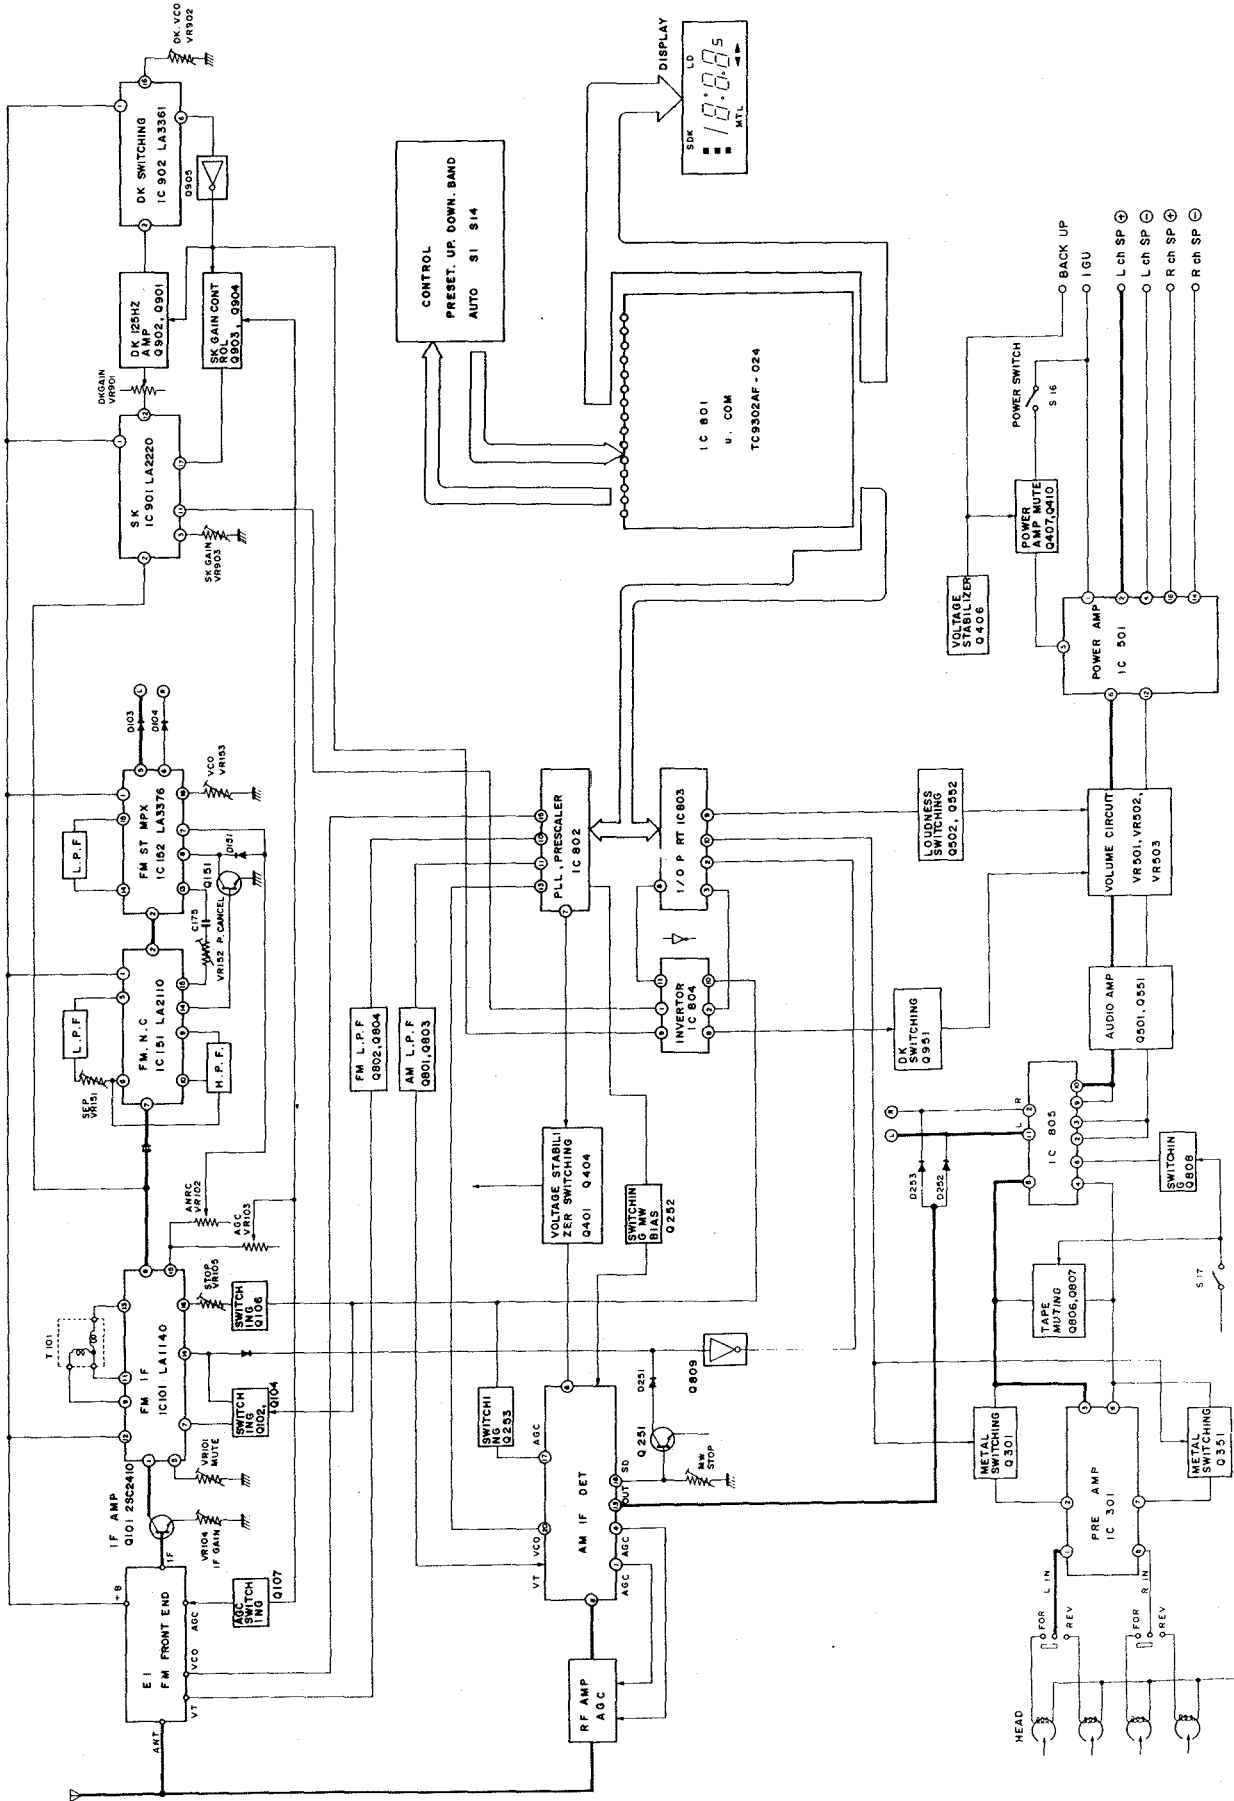 DK. VCO
VR902
DK SWITCHING
IC 902 LA3361
Q905
DK 125HZ
AMP
Q902, Q901
SK GAIN CONT
ROL
Q903, Q904
DKGAIN
VR901
SK
IC 901 LA2220
SK GAIN
VR903
D103
L
D104
R
L.P.F
FM ST MPX
IC 152 LA3376
VCO
VR153
D151
Q151
C175
VR152 P.CANCEL
L.P.F
SEP
VR151
FM. N. C
IC 151 LA2110
H.P.F.
ANRC
VR102
AGC
VR103
T 101
FM IF
IC101 LA1140
STOP
VR105
SWITCH
ING
Q106
SWITCH
ING
Q102,
Q104
VR101
MUTE
IF AMP
Q101 2SC2410
VR104
IF GAIN
IF
+B
E 1
FM FRONT END
AGC
VCO
VT
ANT
AGC
SWITCH
ING
Q107
CONTROL
PRESET. UP. DOWN. BAND
AUTO S1 S14
DISPLAY
SDK
LD
18:8.8s
MTL
IC 801
u. COM
TC9302AF - 024
PLL, PRESCALER
IC 802
I/O P RT IC803
INVERTOR
IC 804
FM L.P.F
Q802,Q804
AM L.P.F
Q801,Q803
VOLTAGE STABILI
ZER SWITCHING
Q401 Q404
SWITCHIN
G MW
BIAS
Q252
DK
SWITCHING
Q951
LOUDNESS
SWITCHING
Q502, Q552
SWITCHI
NG
Q253
AGC
VCO
VT
AM IF DET
SD
OUT
AGC
AGC
Q251
D251
MW
STOP
Q809
RF AMP
AGC
BACK UP
IGU
L ch SP +
L ch SP -
R ch SP +
R ch SP -
POWER SWITCH
S 16
POWER
AMP MUTE
Q407,Q410
VOLTAGE
STABILIZER
Q406
POWER AMP
IC 501
VOLUME CIRCUIT
VR501,VR502,
VR503
AUDIO AMP
Q501,Q551
R
L
D253
D252
R
L
IC 805
SWITCHIN
G
Q808
S 17
TAPE
MUTING
Q806,Q807
METAL
SWITCHING
Q301
METAL
SWITCHING
Q351
PRE AMP
IC 301
L IN
R IN
FOR
REV
FOR
REV
HEAD